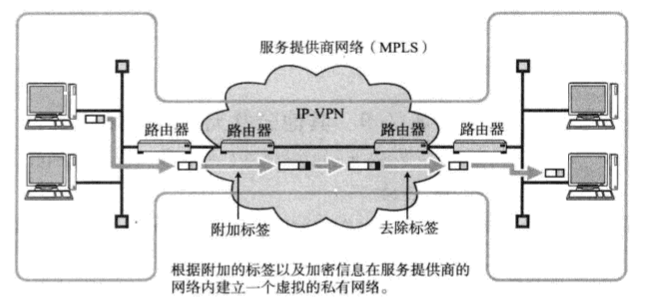 服务提供商网络（MPLS）
IP-VPN
路由器
路由器
路由器
路由器
附加标签
去除标签
根据附加的标签以及加密信息在服务提供商的
网络内建立一个虚拟的私有网络。